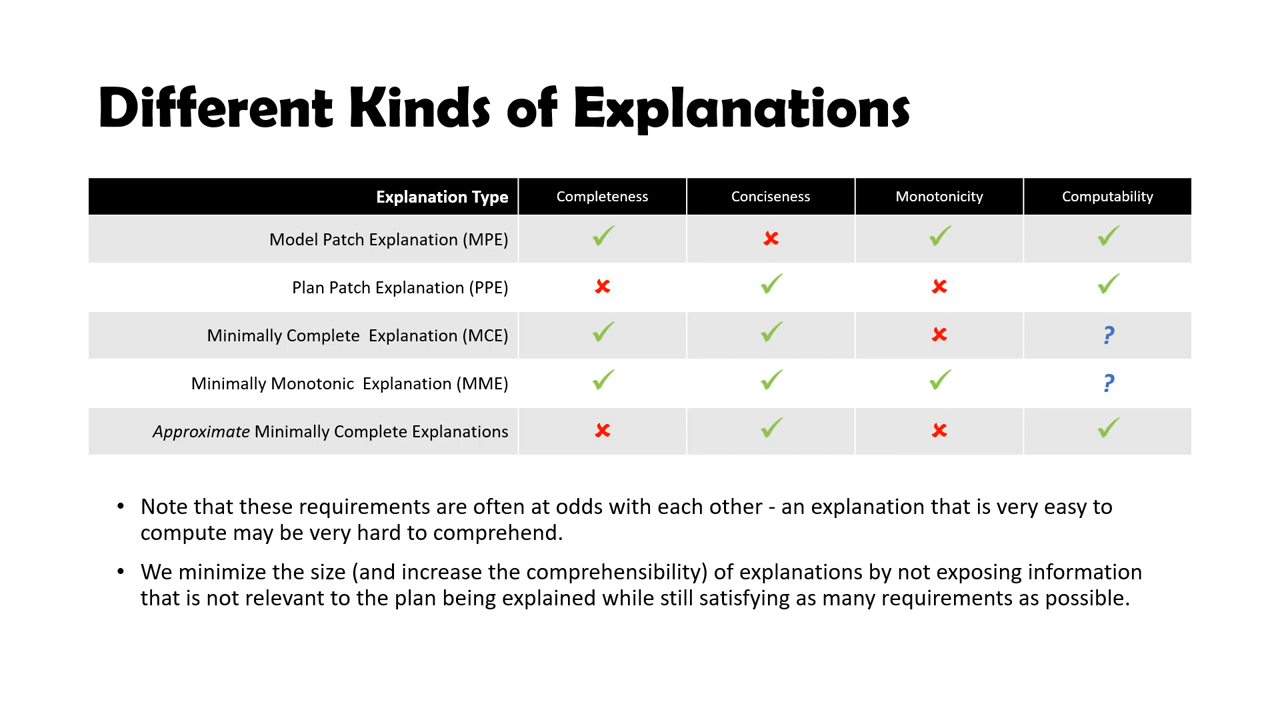 Different Kinds of Explanations
Explanation Type Completeness Conciseness Monotonicity Computability
Model Patch Explanation (MPE) ✓ ✘ ✓ ✓
Plan Patch Explanation (PPE) ✘ ✓ ✘ ✓
Minimally Complete  Explanation (MCE) ✓ ✓ ✘ ?
Minimally Monotonic  Explanation (MME) ✓ ✓ ✓ ?
Approximate Minimally Complete Explanations ✘ ✓ ✘ ✓
• Note that these requirements are often at odds with each other - an explanation that is very easy to
compute may be very hard to comprehend.
• We minimize the size (and increase the comprehensibility) of explanations by not exposing information
that is not relevant to the plan being explained while still satisfying as many requirements as possible.